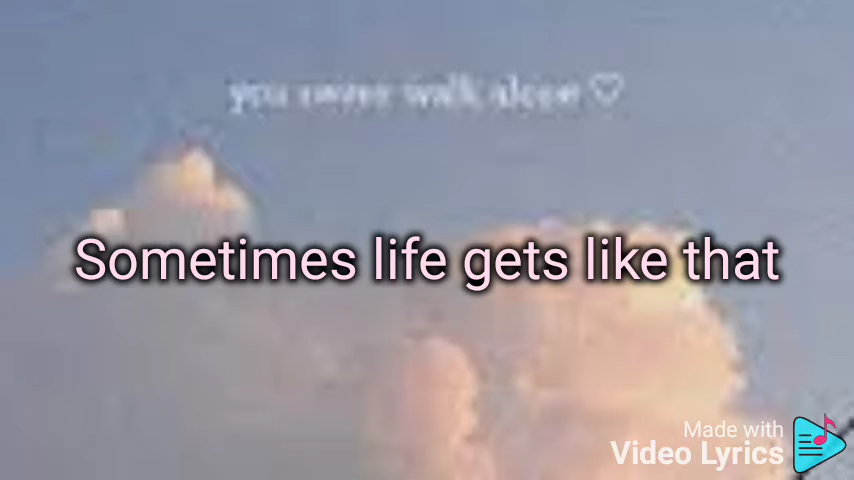 you never walk alone ♡
Sometimes life gets like that
Made with
Video Lyrics